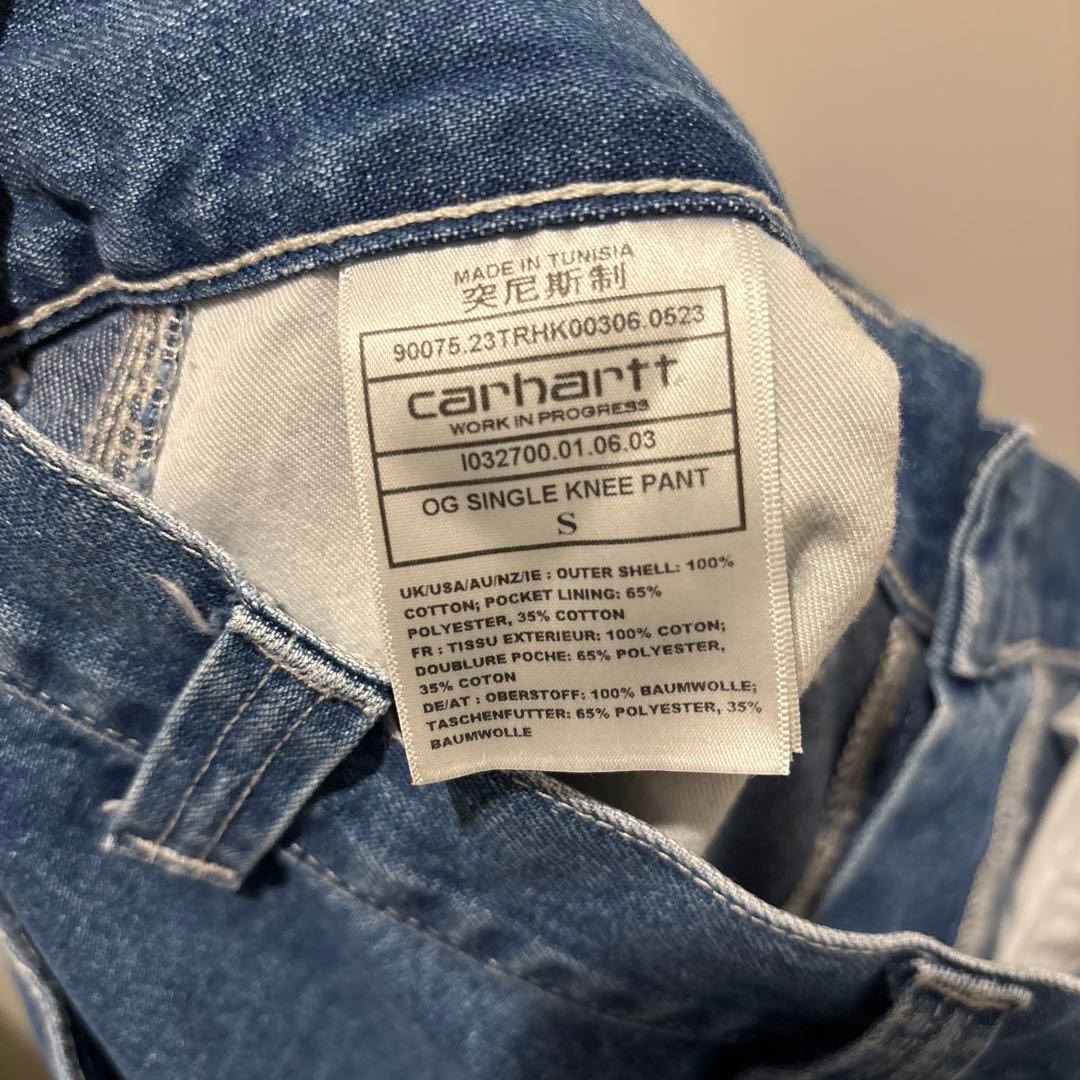 MADE IN TUNISIA
突尼斯制
90075.23TRHK00306.0523
carhartt
WORK IN PROGRESS
I032700.01.06.03
OG SINGLE KNEE PANT
S
UK/USA/AU/NZ/IE : OUTER SHELL: 100%
COTTON; POCKET LINING: 65%
POLYESTER, 35% COTTON
FR : TISSU EXTERIEUR: 100% COTON;
DOUBLURE POCHE: 65% POLYESTER,
35% COTON
DE/AT : OBERSTOFF: 100% BAUMWOLLE;
TASCHENFUTTER: 65% POLYESTER, 35%
BAUMWOLLE